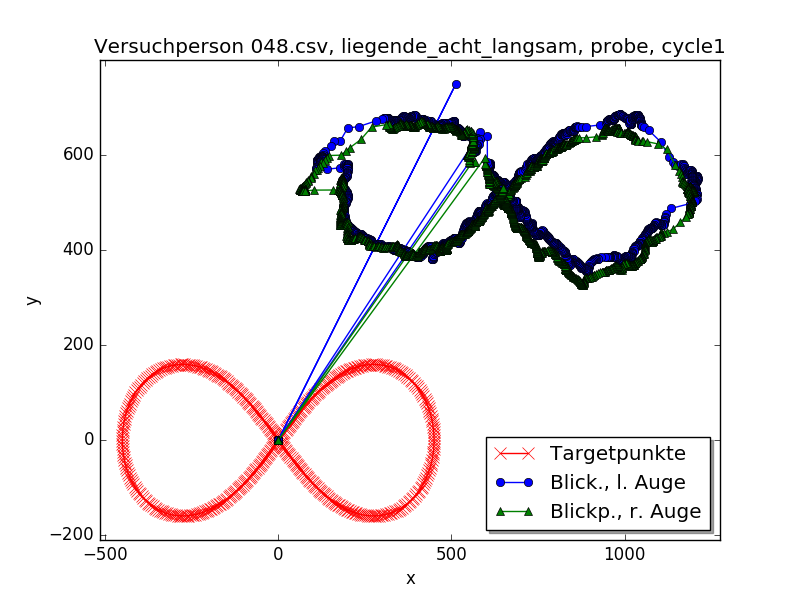 Versuchperson 048.csv, liegende_acht_langsam, probe, cycle1
y
600
400
200
0
−200
−500
0
500
1000
x
Targetpunkte
Blick., l. Auge
Blickp., r. Auge